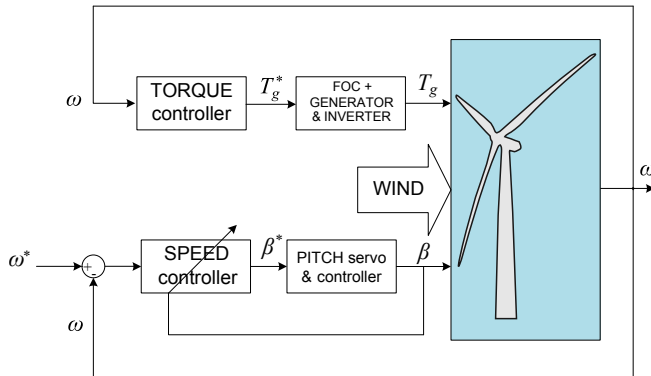 ω
TORQUE
controller
T_g^*
FOC +
GENERATOR
& INVERTER
T_g
WIND
ω
ω*
+
-
SPEED
controller
β*
PITCH servo
& controller
β
ω